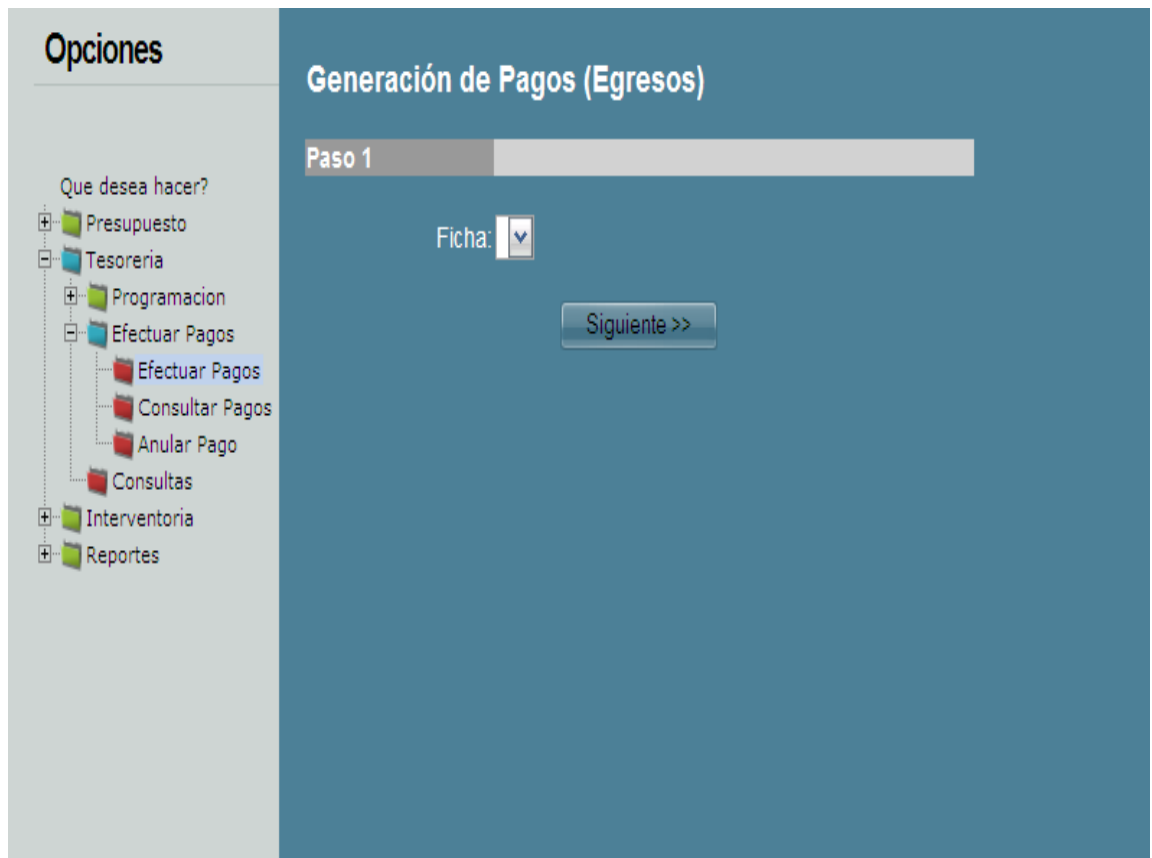 Opciones
Que desea hacer?
Presupuesto
Tesoreria
Programacion
Efectuar Pagos
Efectuar Pagos
Consultar Pagos
Anular Pago
Consultas
Interventoria
Reportes
Generación de Pagos (Egresos)
Paso 1
Ficha:
Siguiente >>